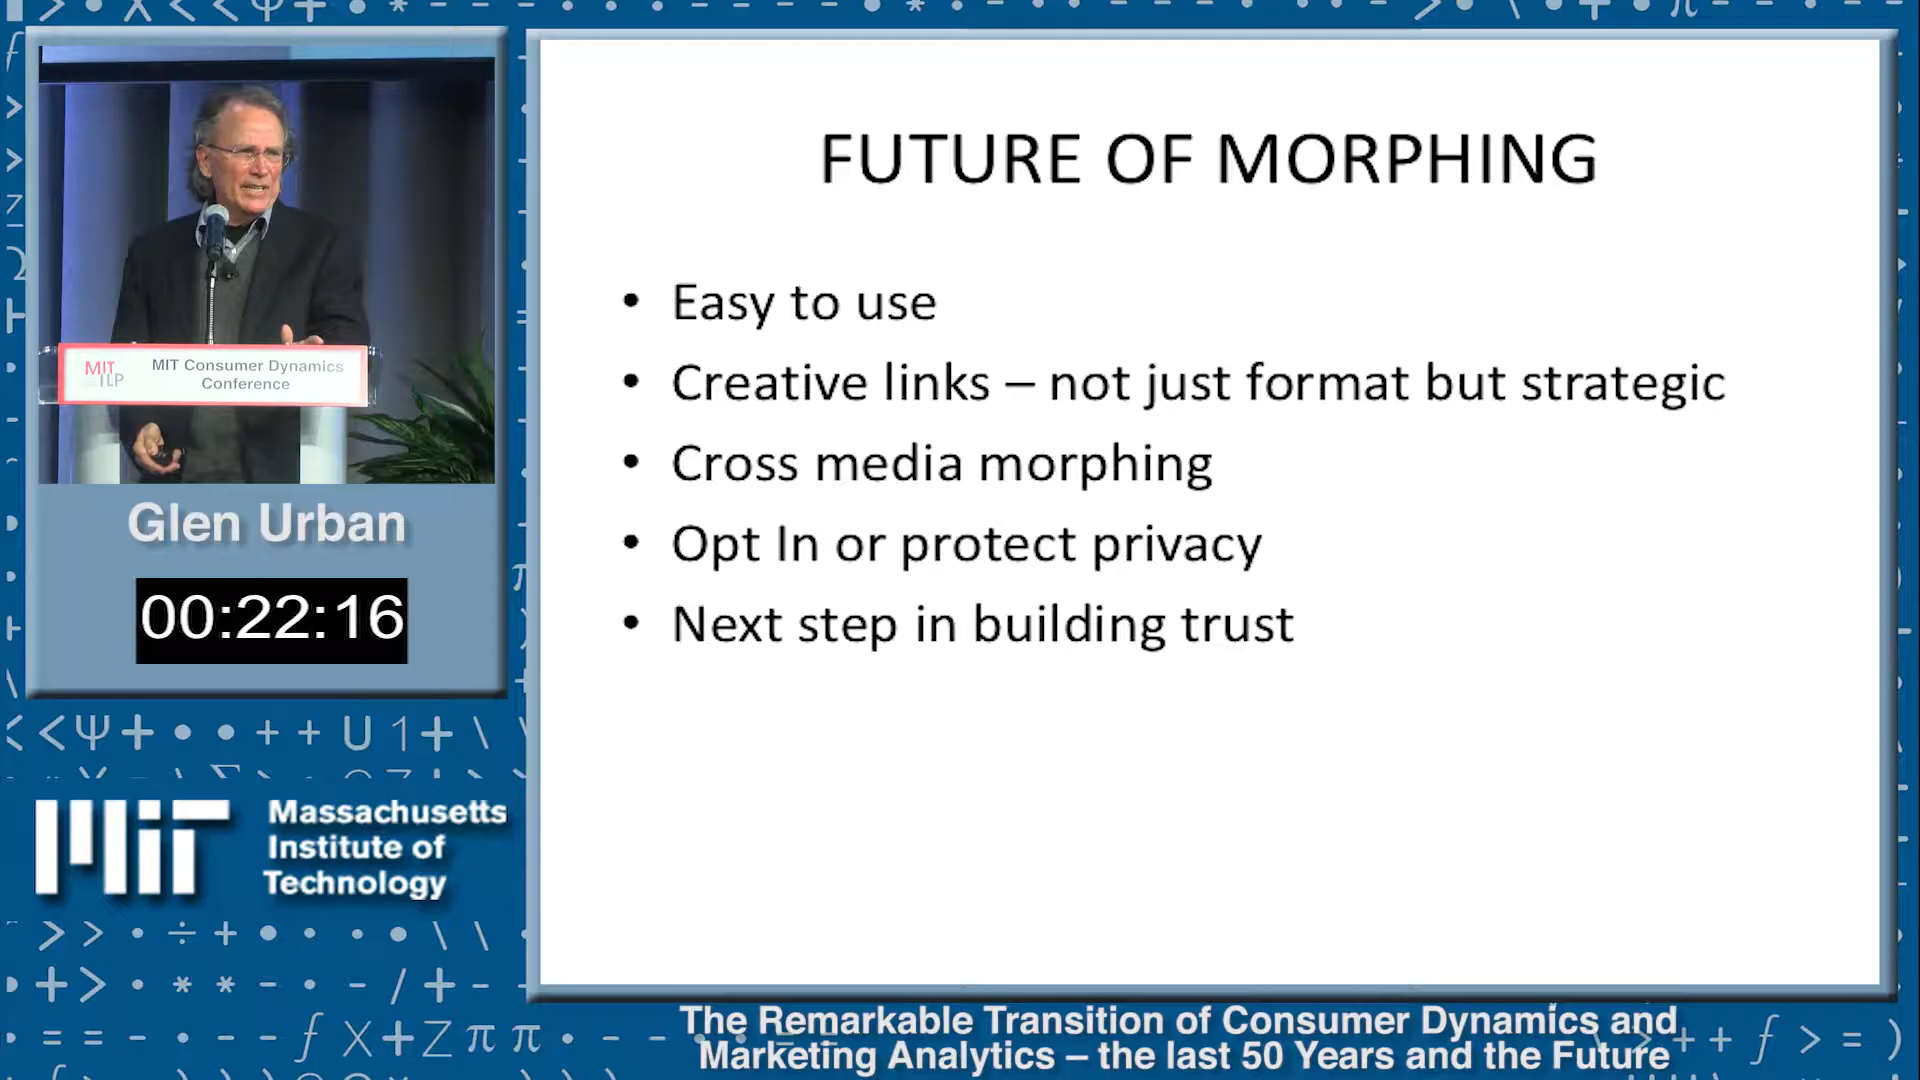 MIT
ILP
MIT Consumer Dynamics
Conference
Glen Urban
00:22:16
MIT
Massachusetts
Institute of
Technology
FUTURE OF MORPHING
• Easy to use
• Creative links – not just format but strategic
• Cross media morphing
• Opt In or protect privacy
• Next step in building trust
The Remarkable Transition of Consumer Dynamics and
Marketing Analytics – the last 50 Years and the Future